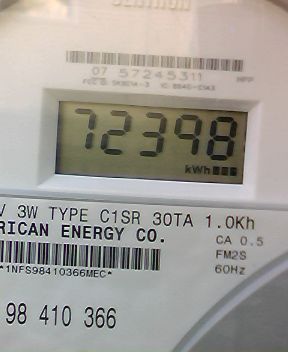 07 57245311
72398
kWh
V 3W TYPE C1SR 30TA 1.0Kh
RICAN ENERGY CO.
CA 0.5
FM2S
60Hz
*1NFS98410366MEC*
98 410 366